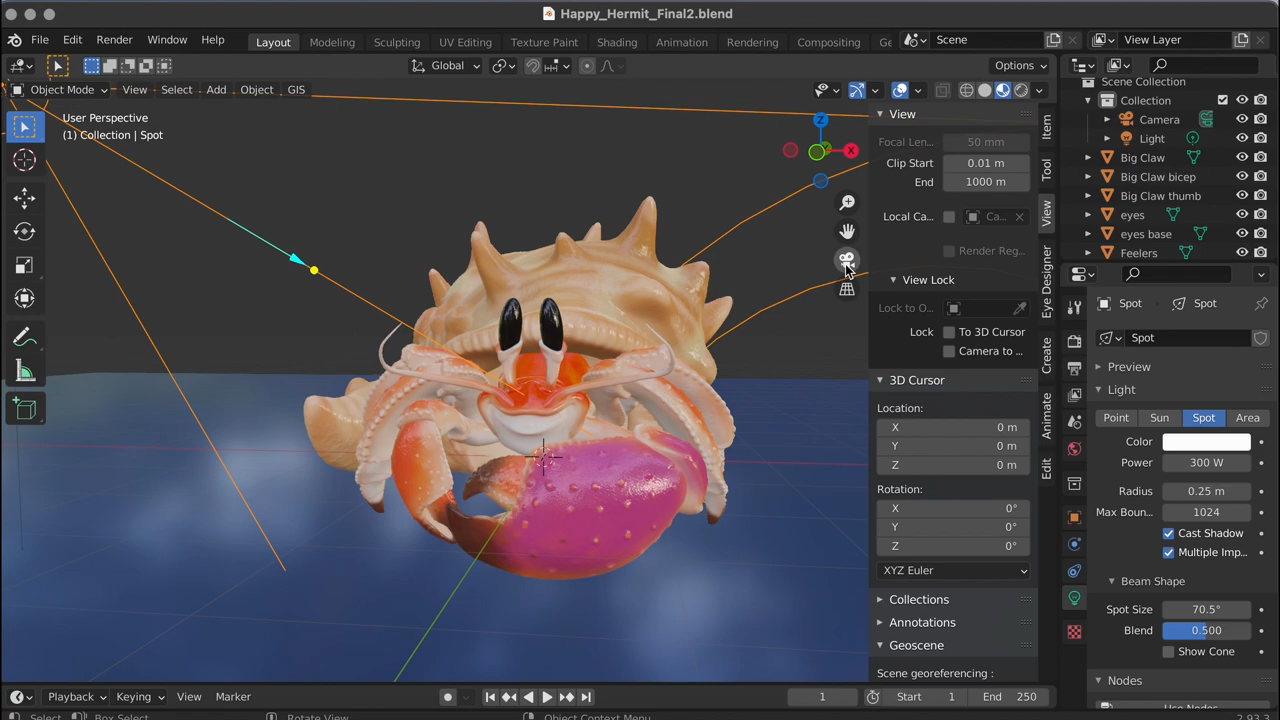 Happy_Hermit_Final2.blend
File Edit Render Window Help Layout Modeling Sculpting UV Editing Texture Paint Shading Animation Rendering Compositing Ge Scene View Layer
Global Options
Object Mode View Select Add Object GIS
User Perspective
(1) Collection | Spot
Z
X
View
Focal Len... 50 mm
Clip Start 0.01 m
End 1000 m
Local Ca... Ca...
Render Reg...
View Lock
Lock to O...
Lock To 3D Cursor
Camera to ...
3D Cursor
Location:
X 0 m
Y 0 m
Z 0 m
Rotation:
X 0°
Y 0°
Z 0°
XYZ Euler
Collections
Annotations
Geoscene
Scene georeferencing :
Item
Tool
View
Eye Designer
Create
Animate
Edit
Scene Collection
Collection
Camera
Light
Big Claw
Big Claw bicep
Big Claw thumb
eyes
eyes base
Feelers
Spot Spot
Spot
Preview
Light
Point Sun Spot Area
Color
Power 300 W
Radius 0.25 m
Max Boun... 1024
Cast Shadow
Multiple Imp...
Beam Shape
Spot Size 70.5°
Blend 0.500
Show Cone
Nodes
Use Nodes
Playback Keying View Marker 1 Start 1 End 250
Select Box Select Rotate View Object Context Menu 2.93.3